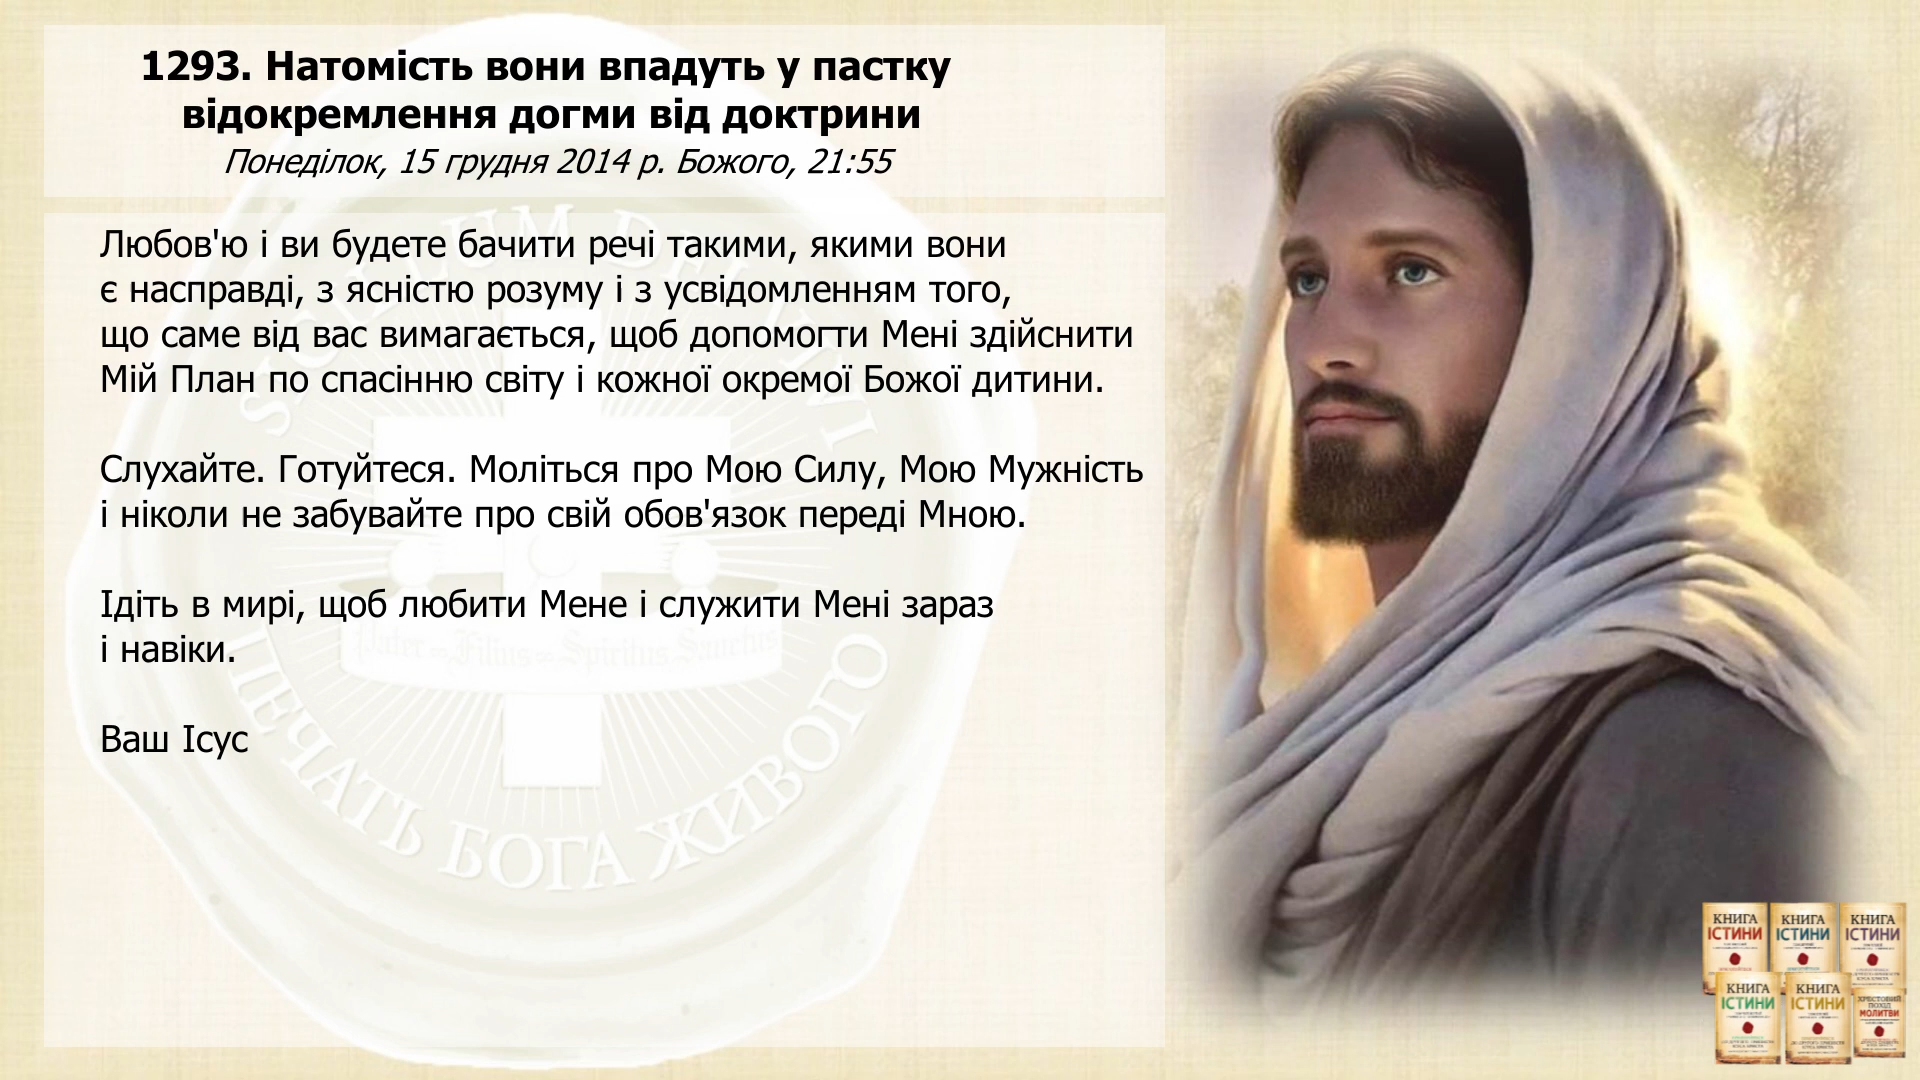 1293. Натомість вони впадуть у пастку
відокремлення догми від доктрини
Понеділок, 15 грудня 2014 р. Божого, 21:55
Любов'ю і ви будете бачити речі такими, якими вони
є насправді, з ясністю розуму і з усвідомленням того,
що саме від вас вимагається, щоб допомогти Мені здійснити
Мій План по спасінню світу і кожної окремої Божої дитини.
Слухайте. Готуйтеся. Моліться про Мою Силу, Мою Мужність
і ніколи не забувайте про свій обов'язок переді Мною.
Ідіть в мирі, щоб любити Мене і служити Мені зараз
і навіки.
Ваш Ісус
SIGILLUM DEI VIVI
Pater Filius Spiritus Sanctus
ПЕЧАТЬ БОГА ЖИВОГО
КНИГА ІСТИНИ
КНИГА ІСТИНИ
КНИГА ІСТИНИ
КНИГА ІСТИНИ
КНИГА ІСТИНИ
ХРЕСТОВИЙ ПОХІД МОЛИТВИ